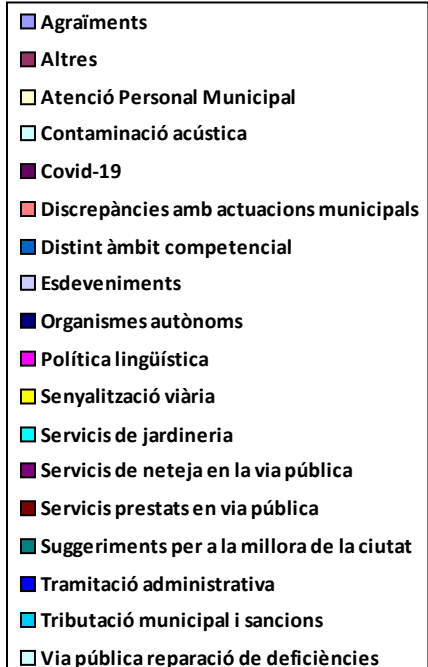 Agraïments
Altres
Atenció Personal Municipal
Contaminació acústica
Covid-19
Discrepàncies amb actuacions municipals
Distint àmbit competencial
Esdeveniments
Organismes autònoms
Política lingüística
Senyalització viària
Servicis de jardineria
Servicis de neteja en la via pública
Servicis prestats en via pública
Suggeriments per a la millora de la ciutat
Tramitació administrativa
Tributació municipal i sancions
Via pública reparació de deficiències